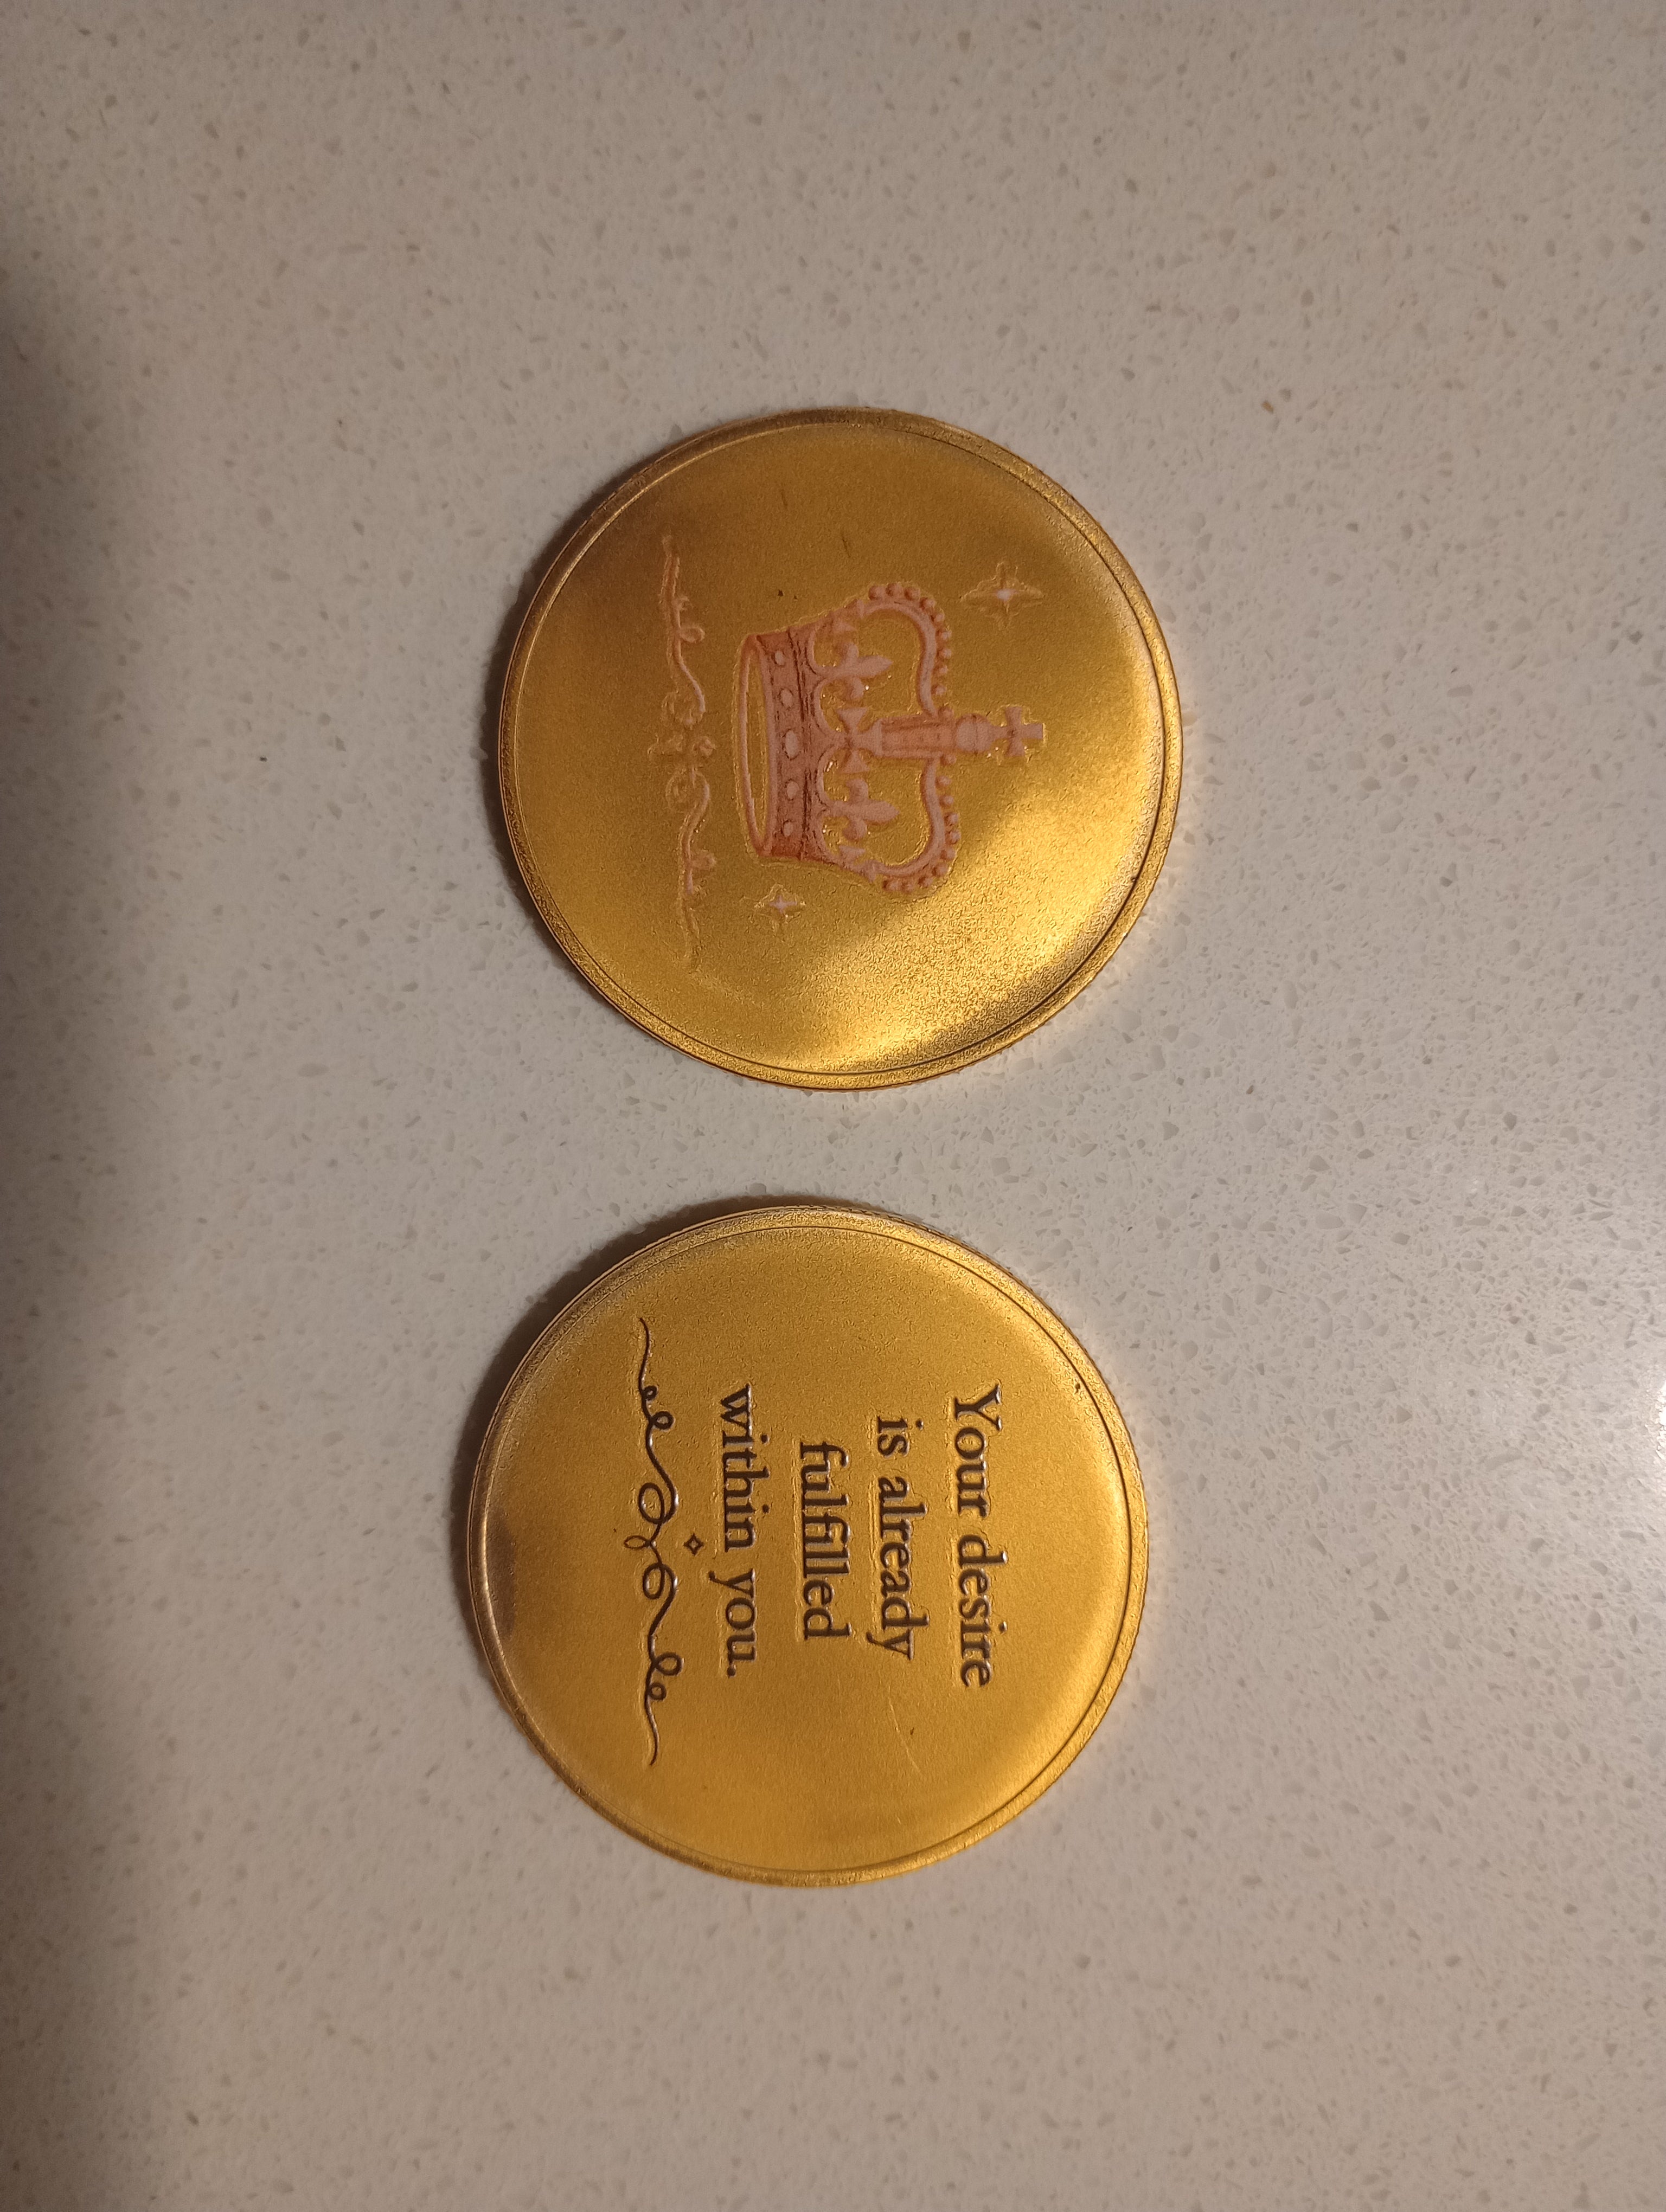 Your desire
is already
fulfilled
within you.